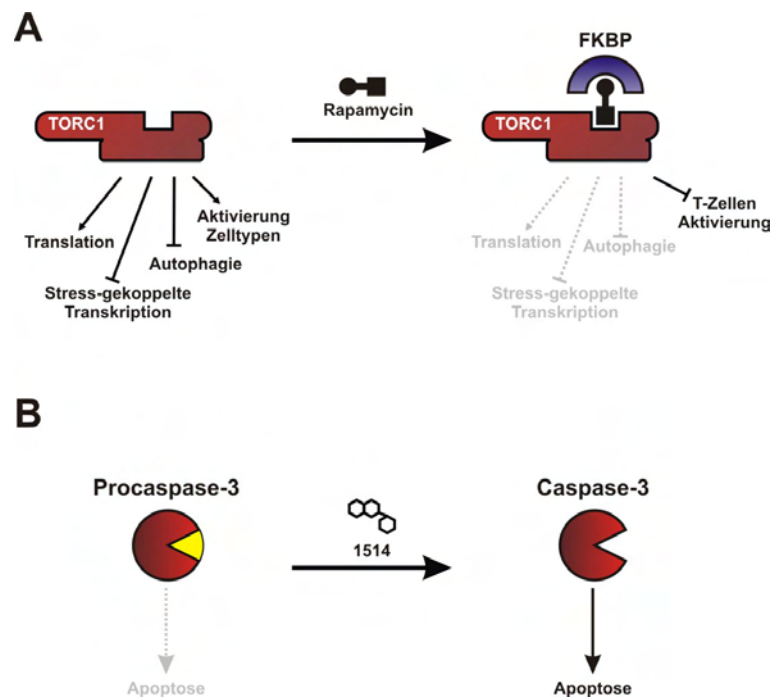 A
FKBP
TORC1
Rapamycin
TORC1
Translation
Aktivierung
Zelltypen
Autophagie
Stress-gekoppelte
Transkription
T-Zellen
Aktivierung
Translation
Autophagie
Stress-gekoppelte
Transkription
B
Procaspase-3
Caspase-3
1514
Apoptose
Apoptose